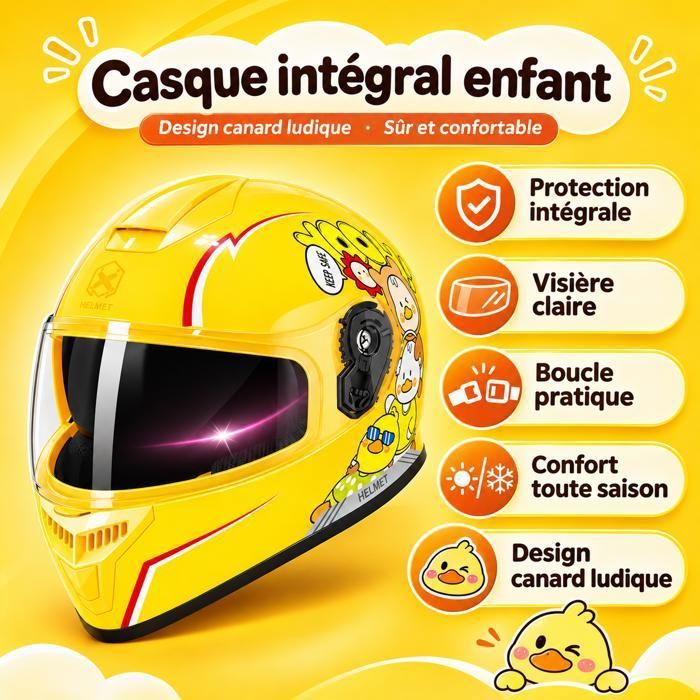 Casque intégral enfant
Design canard ludique · Sûr et confortable
Protection
intégrale
KEEP SAFE
HELMET
Visière
claire
Boucle
pratique
Confort
toute saison
HELMET
Design
canard ludique